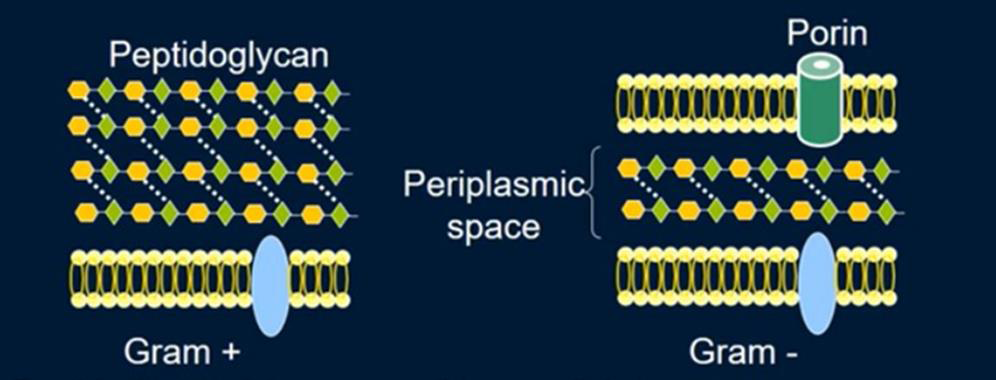 Peptidoglycan
Porin
Periplasmic
space
Gram +
Gram -